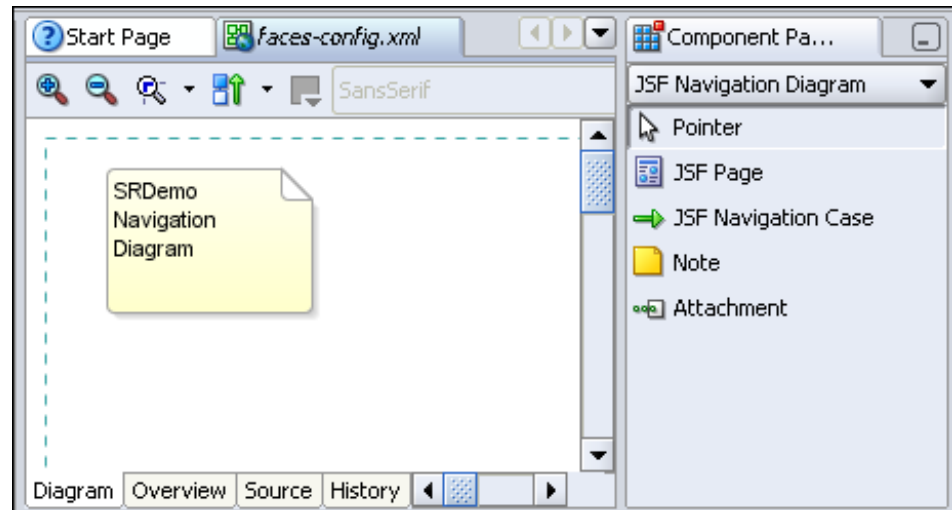 Start Page
faces-config.xml
Component Pa...
SansSerif
JSF Navigation Diagram
SRDemo
Navigation
Diagram
Pointer
JSF Page
JSF Navigation Case
Note
Attachment
Diagram
Overview
Source
History